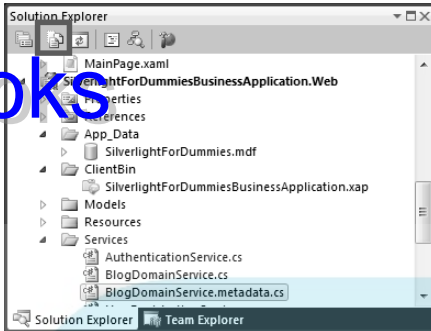 Solution Explorer
MainPage.xaml
SilverlightForDummiesBusinessApplication.Web
Properties
References
App_Data
SilverlightForDummies.mdf
ClientBin
SilverlightForDummiesBusinessApplication.xap
Models
Resources
Services
AuthenticationService.cs
BlogDomainService.cs
BlogDomainService.metadata.cs
Solution Explorer
Team Explorer
oks